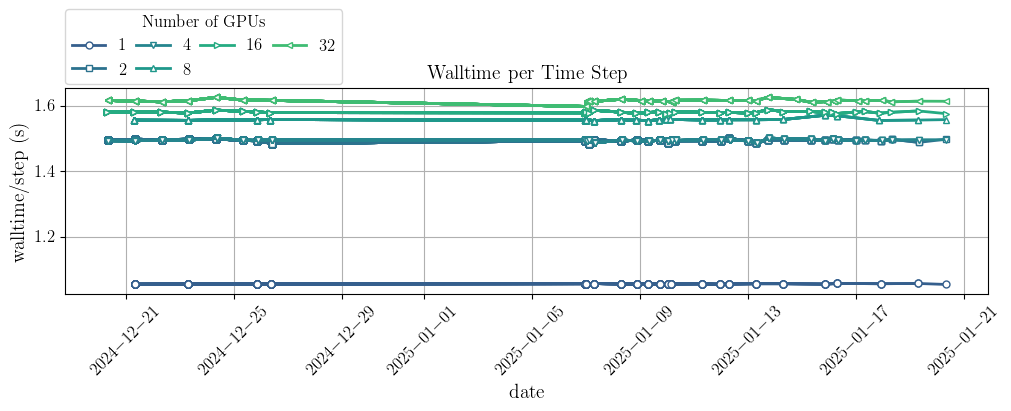 Number of GPUs
1 4 16 32
2 8
Walltime per Time Step
walltime/step (s)
1.6
1.4
1.2
2024−12−21 2024−12−25 2024−12−29 2025−01−01 2025−01−05 2025−01−09 2025−01−13 2025−01−17 2025−01−21
date